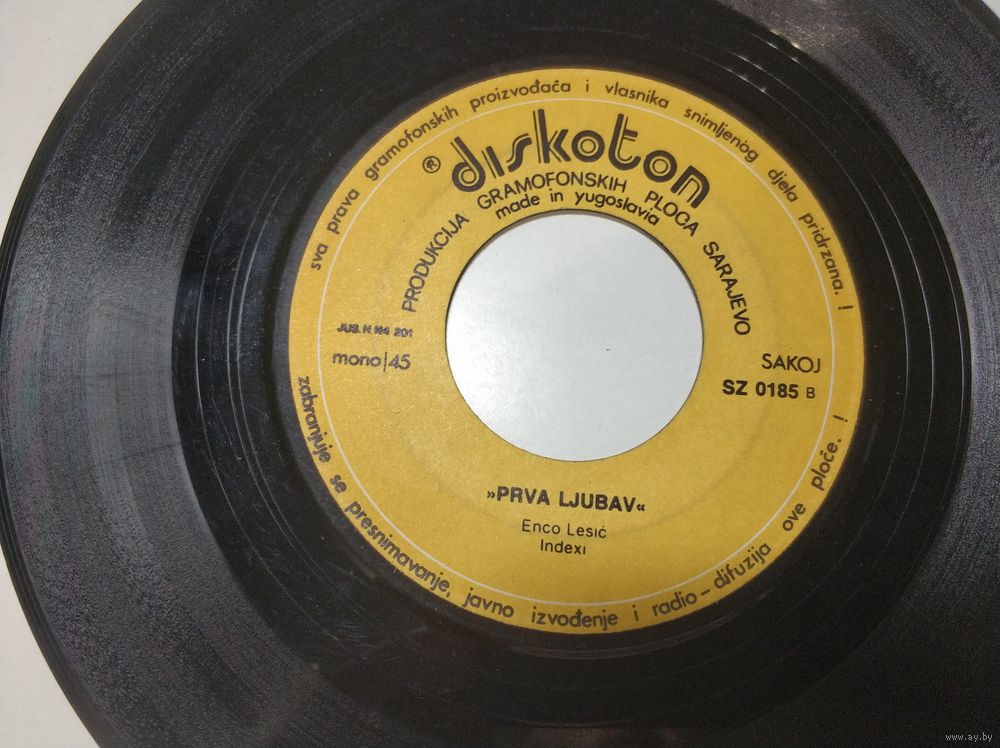 sva prava gramofonskih proizvođača i vlasnika snimljenog djela pridrzana. !
® diskoton
PRODUKCIJA GRAMOFONSKIH PLOCA SARAJEVO
made in yugoslavia
JUS. N N4 201
mono|45
SAKOJ
SZ 0185 B
»PRVA LJUBAV«
Enco Lesić
Indexi
zabranjuje se presnimavanje, javno izvođenje i radio-difuzija ove ploče. !
www.ay.by